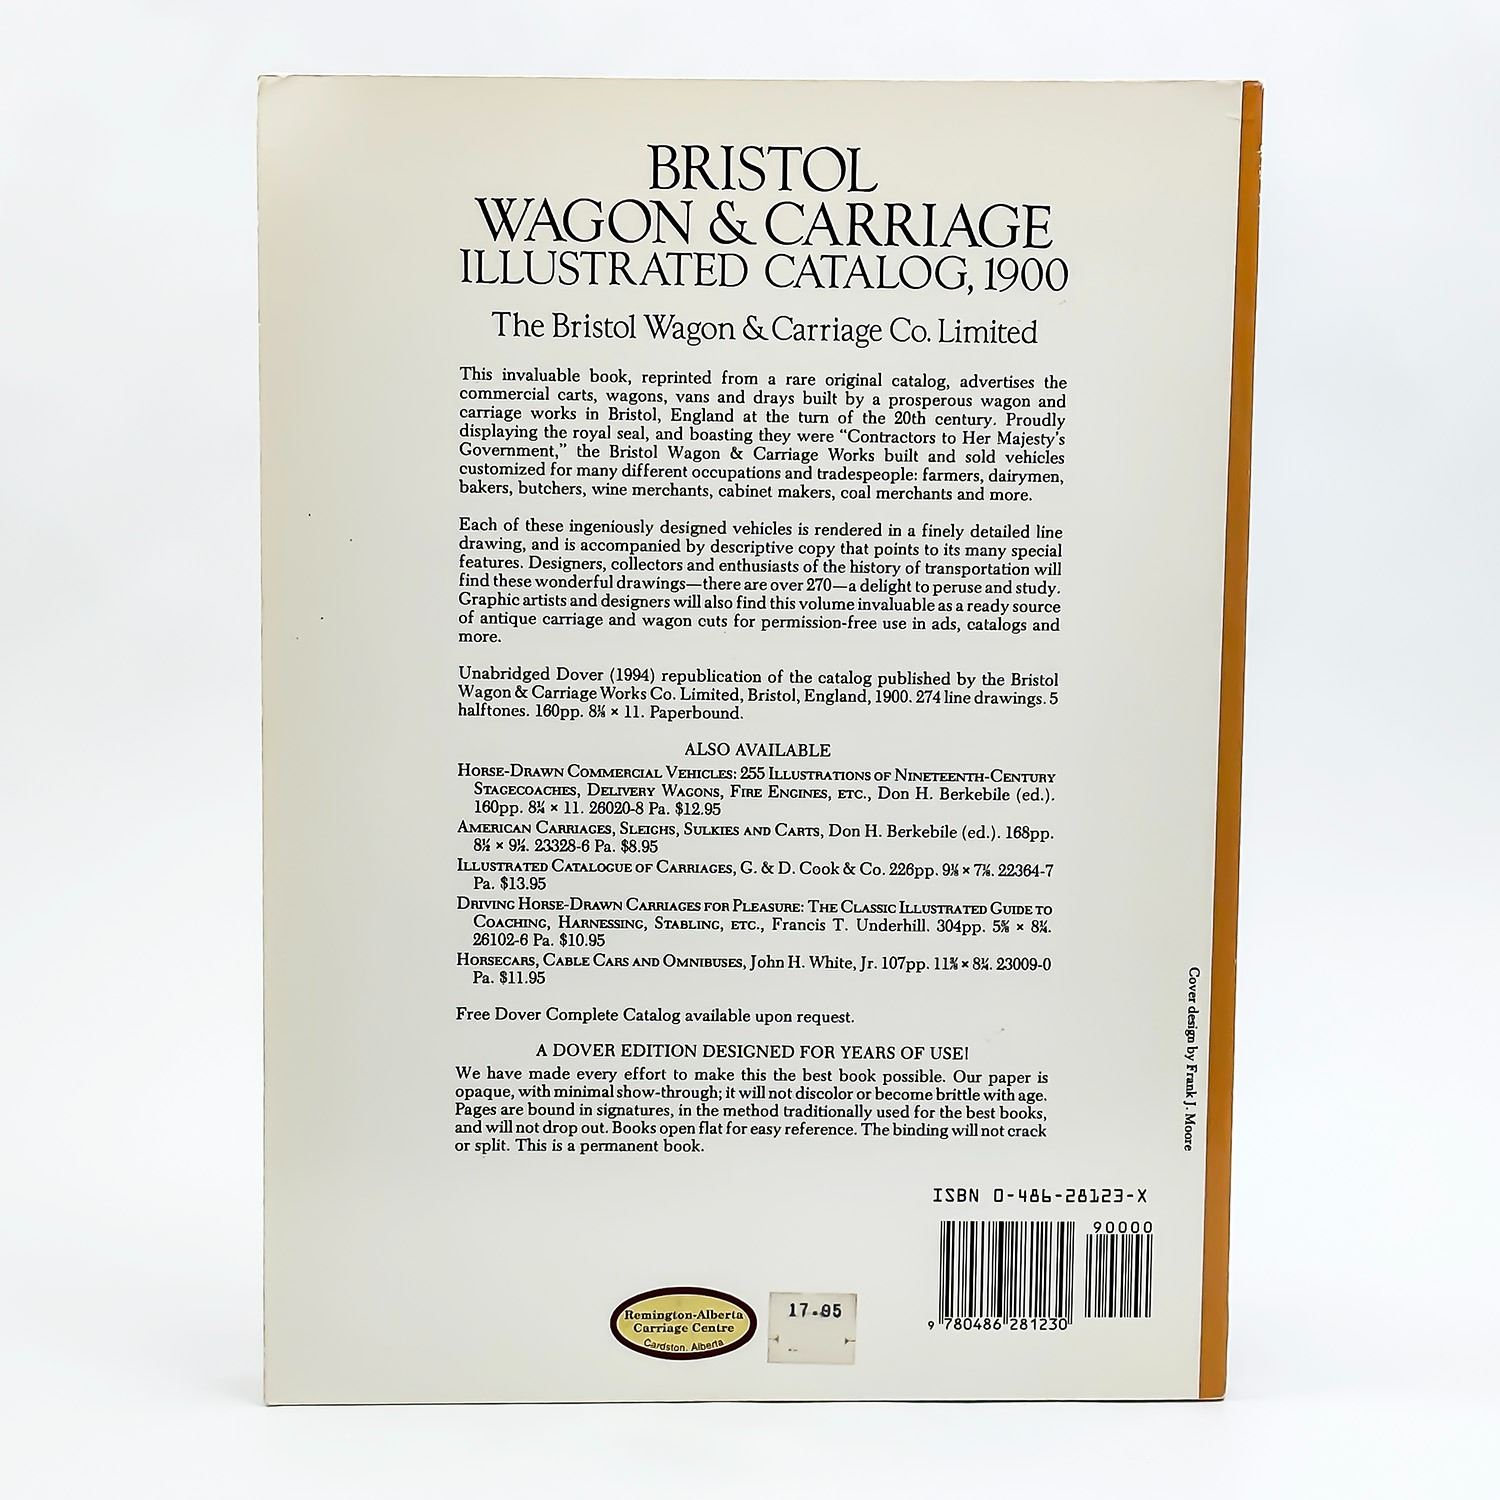 BRISTOL
WAGON & CARRIAGE
ILLUSTRATED CATALOG, 1900
The Bristol Wagon & Carriage Co. Limited
This invaluable book, reprinted from a rare original catalog, advertises the
commercial carts, wagons, vans and drays built by a prosperous wagon and
carriage works in Bristol, England at the turn of the 20th century. Proudly
displaying the royal seal, and boasting they were “Contractors to Her Majesty’s
Government,” the Bristol Wagon & Carriage Works built and sold vehicles
customized for many different occupations and tradespeople: farmers, dairymen,
bakers, butchers, wine merchants, cabinet makers, coal merchants and more.
Each of these ingeniously designed vehicles is rendered in a finely detailed line
drawing, and is accompanied by descriptive copy that points to its many special
features. Designers, collectors and enthusiasts of the history of transportation will
find these wonderful drawings—there are over 270—a delight to peruse and study.
Graphic artists and designers will also find this volume invaluable as a ready source
of antique carriage and wagon cuts for permission-free use in ads, catalogs and
more.
Unabridged Dover (1994) republication of the catalog published by the Bristol
Wagon & Carriage Works Co. Limited, Bristol, England, 1900. 274 line drawings. 5
halftones. 160pp. × 11. Paperbound.
ALSO AVAILABLE
HORSE-DRAWN COMMERCIAL VEHICLES: 255 ILLUSTRATIONS OF NINETEENTH-CENTURY
STAGECOACHES, DELIVERY WAGONS, FIRE ENGINES, ETC., Don H. Berkebile (ed.).
160pp. × 11. 26020-8 Pa. $12.95
AMERICAN CARRIAGES, SLEIGHS, SULKIES AND CARTS, Don H. Berkebile (ed.). 168pp.
× 23328-6 Pa. $8.95
ILLUSTRATED CATALOGUE OF CARRIAGES, G. & D. Cook & Co. 226pp. × 22364-7
Pa. $13.95
DRIVING HORSE-DRAWN CARRIAGES FOR PLEASURE: THE CLASSIC ILLUSTRATED GUIDE TO
COACHING, HARNESSING, STABLING, ETC., Francis T. Underhill. 304pp. ×
26102-6 Pa. $10.95
HORSECARS, CABLE CARS AND OMNIBUSES, John H. White, Jr. 107pp. × 23009-0
Pa. $11.95
Free Dover Complete Catalog available upon request.
A DOVER EDITION DESIGNED FOR YEARS OF USE!
We have made every effort to make this the best book possible. Our paper is
opaque, with minimal show-through; it will not discolor or become brittle with age.
Pages are bound in signatures, in the method traditionally used for the best books,
and will not drop out. Books open flat for easy reference. The binding will not crack
or split. This is a permanent book.
Cover design by Frank J. Moore
ISBN 0-486-28123-X
90000
9 780486 281230
Remington-Alberta
Carriage Centre
Cardston, Alberta
17.95